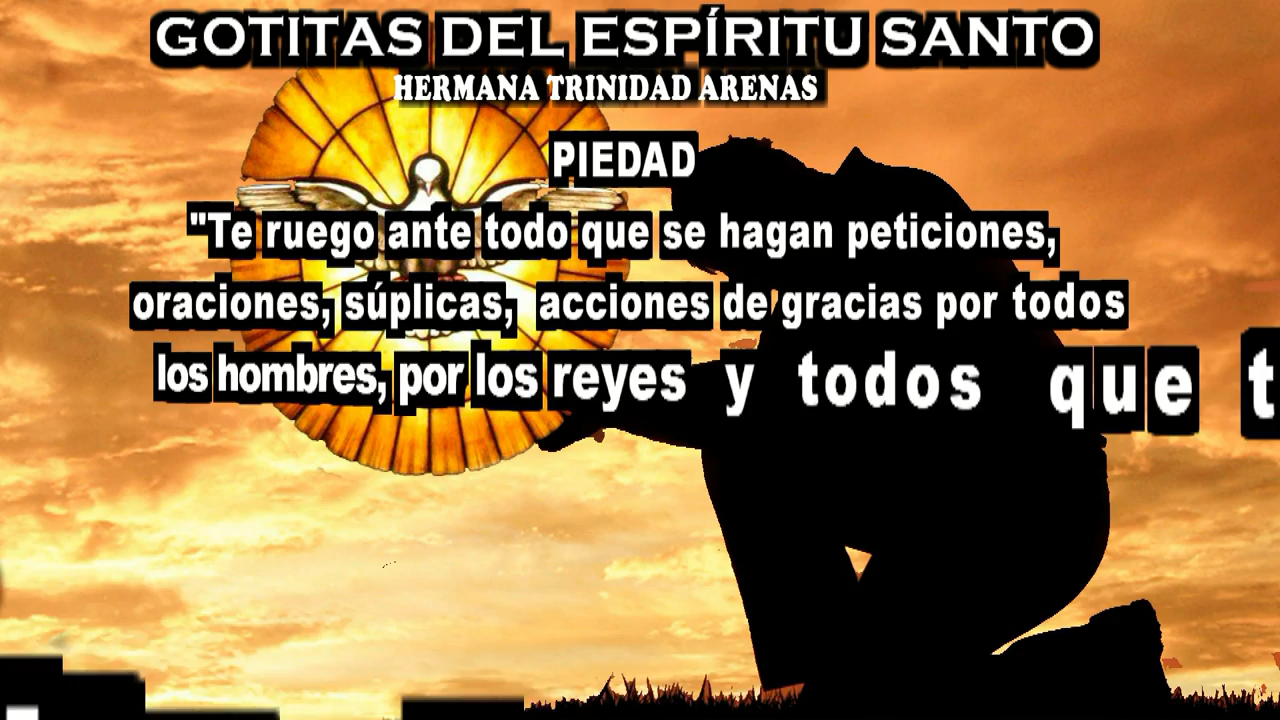 GOTITAS DEL ESPÍRITU SANTO
HERMANA TRINIDAD ARENAS
PIEDAD
"Te ruego ante todo que se hagan peticiones,
oraciones, súplicas, acciones de gracias por todos
los hombres, por los reyes y todos que t